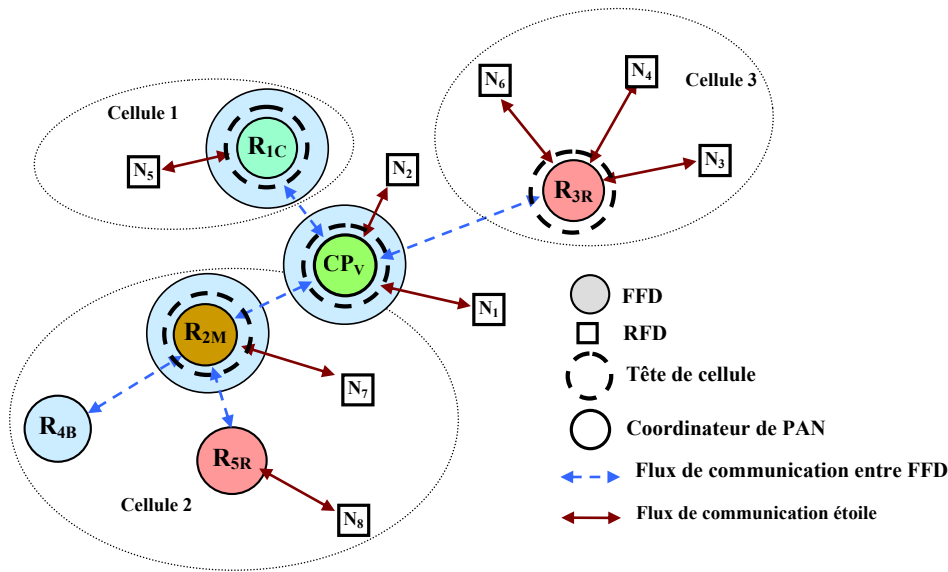 Cellule 1
R1C
N5
N2
CPV
N1
Cellule 3
N6
N4
N3
R3R
R2M
N7
R4B
R5R
N8
Cellule 2
FFD
RFD
Tête de cellule
Coordinateur de PAN
Flux de communication entre FFD
Flux de communication étoile